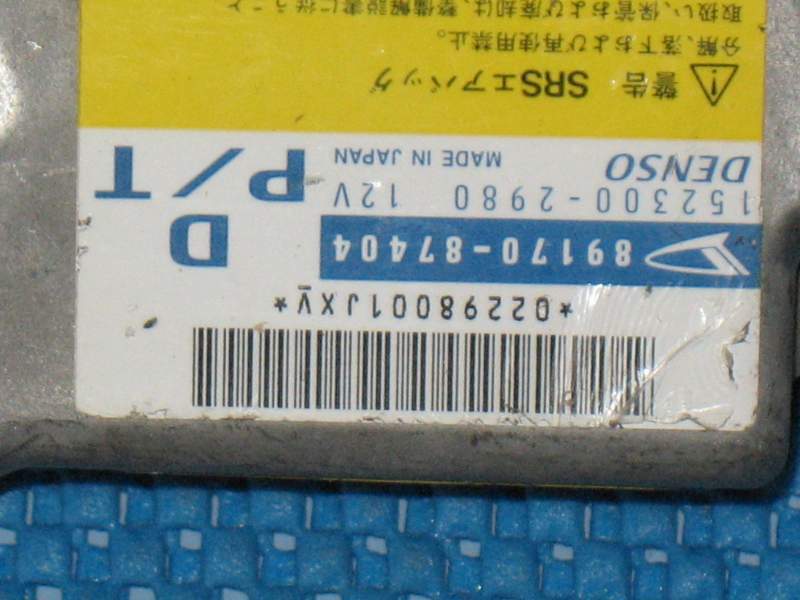 *02298001JXV*
89170-87404
D
152300-2980 12V
DENSO
MADE IN JAPAN
P/T
警告 SRSエアバッグ
分解、落下および再使用禁止。
取扱い、保管および廃却は、整備解説書に従うこと